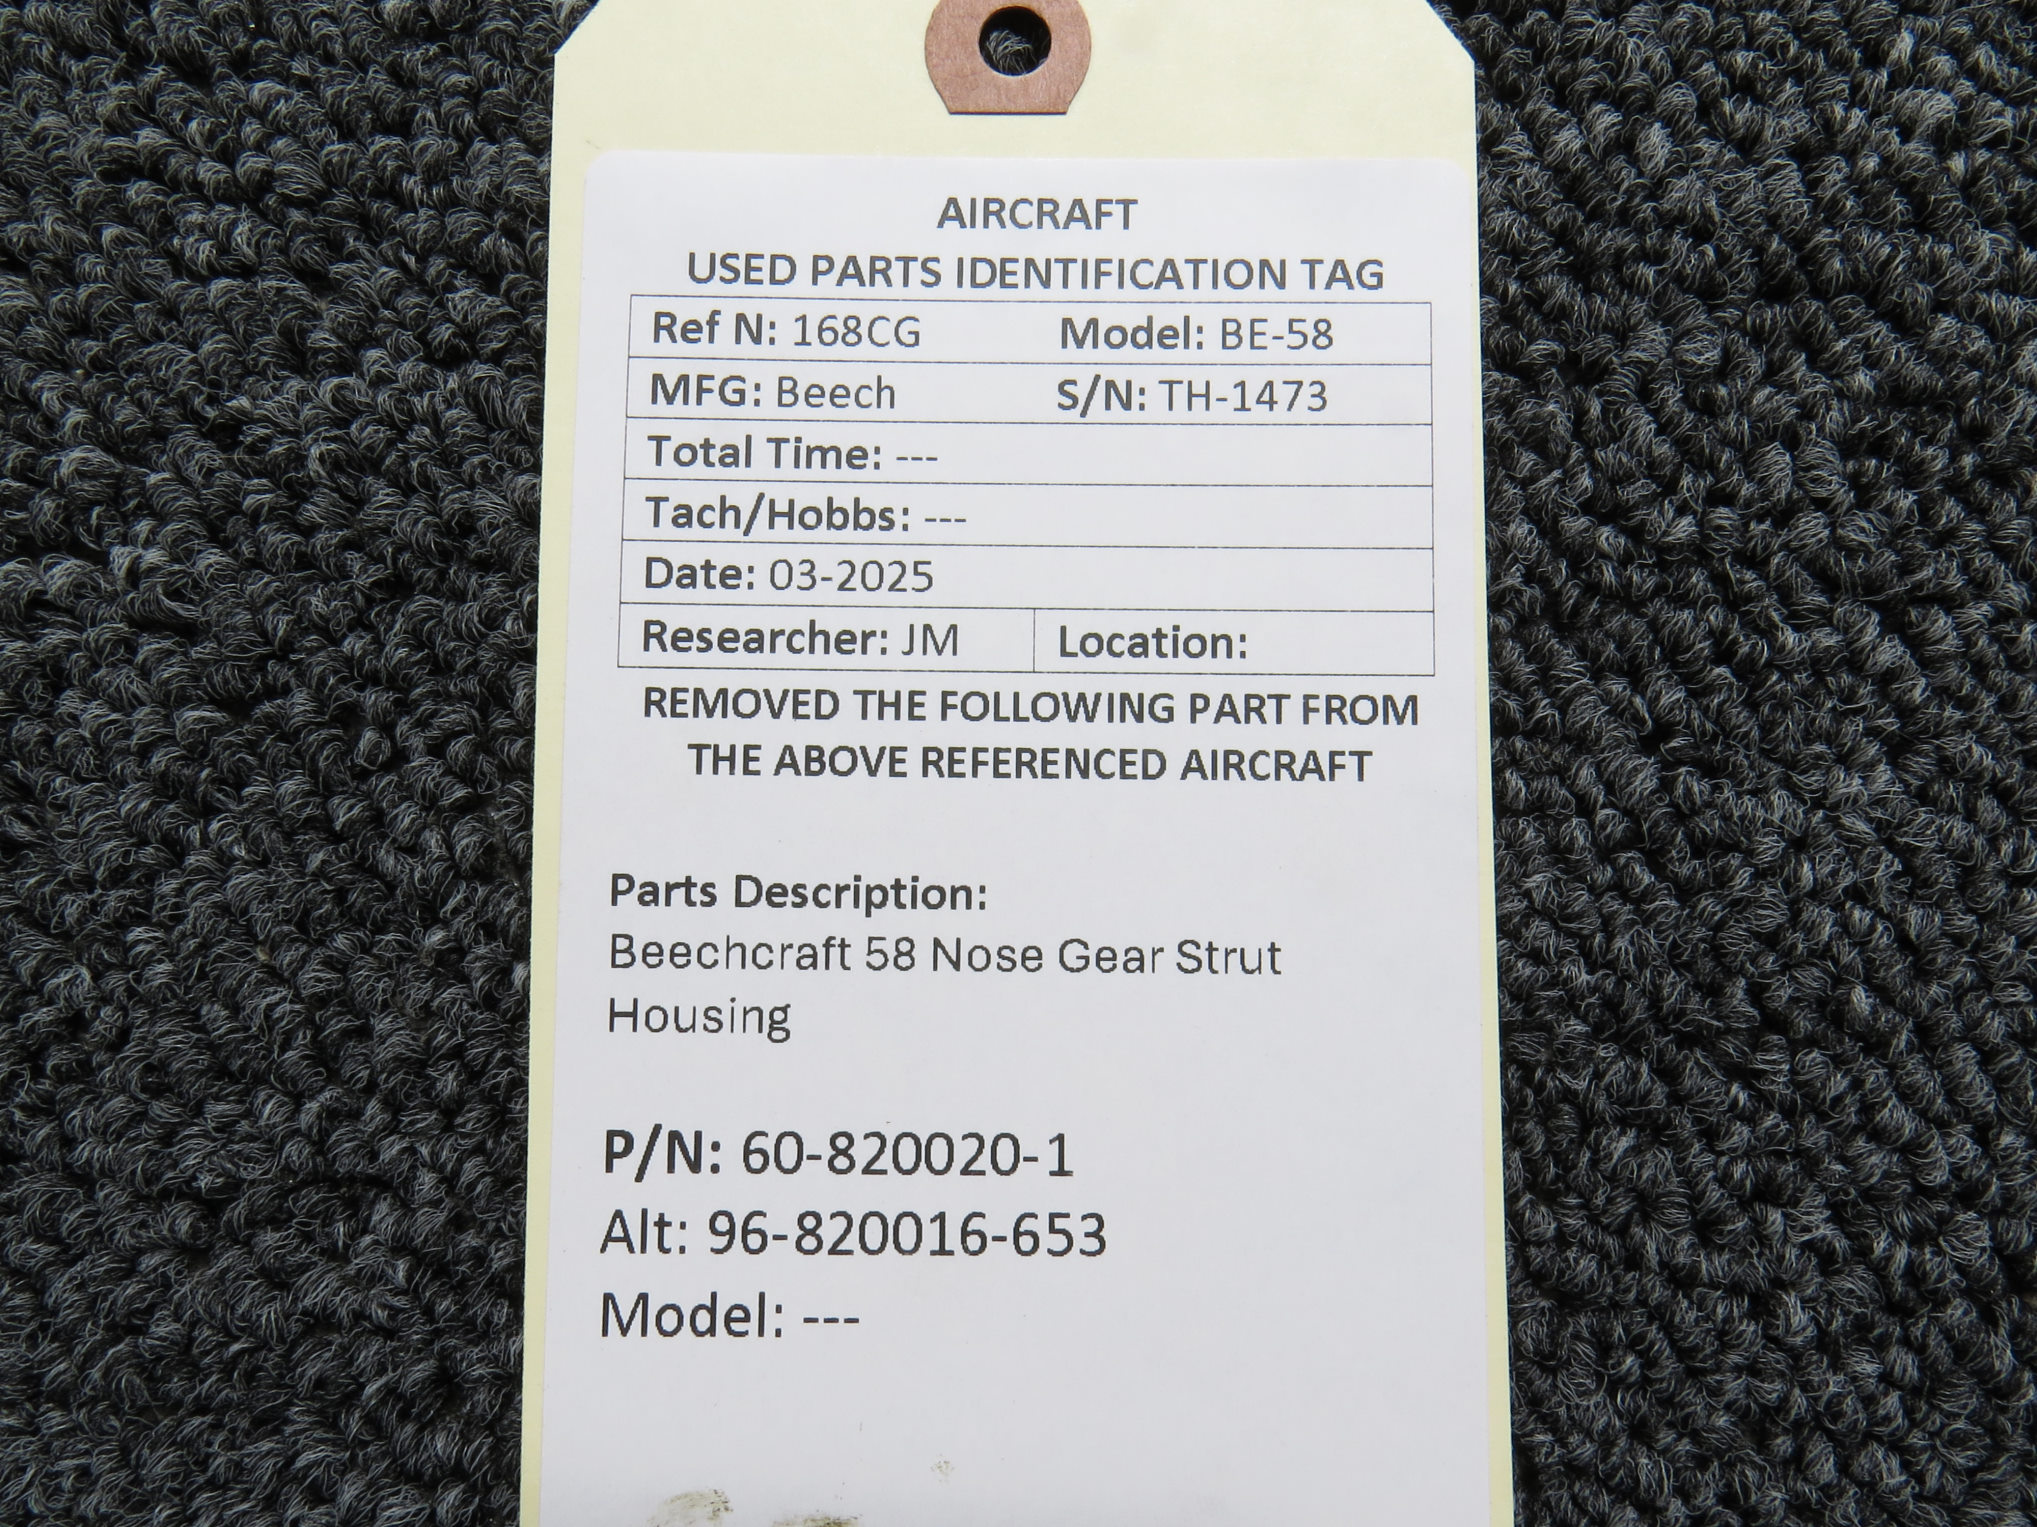 AIRCRAFT
USED PARTS IDENTIFICATION TAG
Ref N: 168CG Model: BE-58
MFG: Beech S/N: TH-1473
Total Time: ---
Tach/Hobbs: ---
Date: 03-2025
Researcher: JM Location:
REMOVED THE FOLLOWING PART FROM
THE ABOVE REFERENCED AIRCRAFT
Parts Description:
Beechcraft 58 Nose Gear Strut
Housing
P/N: 60-820020-1
Alt: 96-820016-653
Model: ---